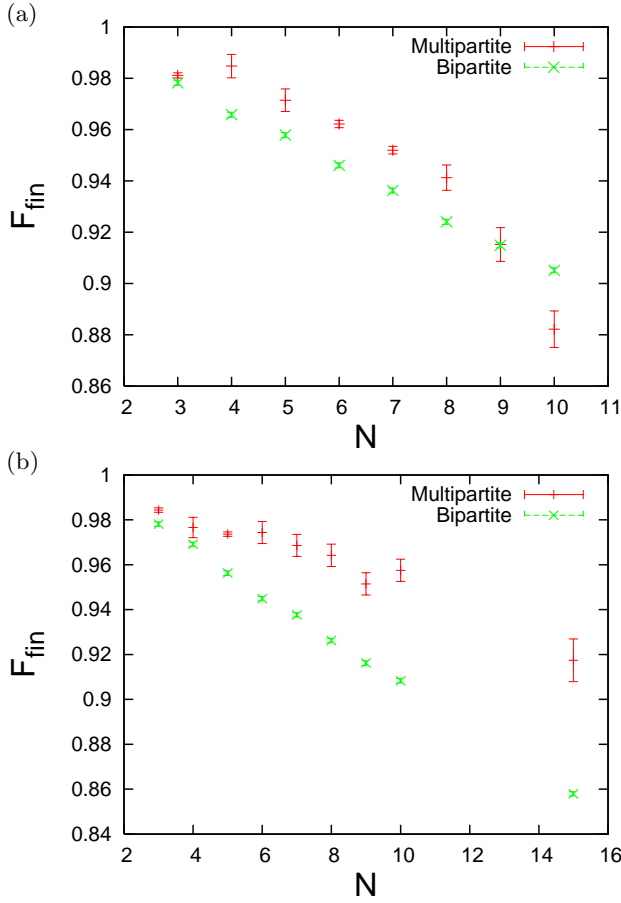 (a)
1
0.98
0.96
0.94
0.92
0.9
0.88
0.86
F_fin
Multipartite
Bipartite
2 3 4 5 6 7 8 9 10 11
N
(b)
1
0.98
0.96
0.94
0.92
0.9
0.88
0.86
0.84
F_fin
Multipartite
Bipartite
2 4 6 8 10 12 14 16
N